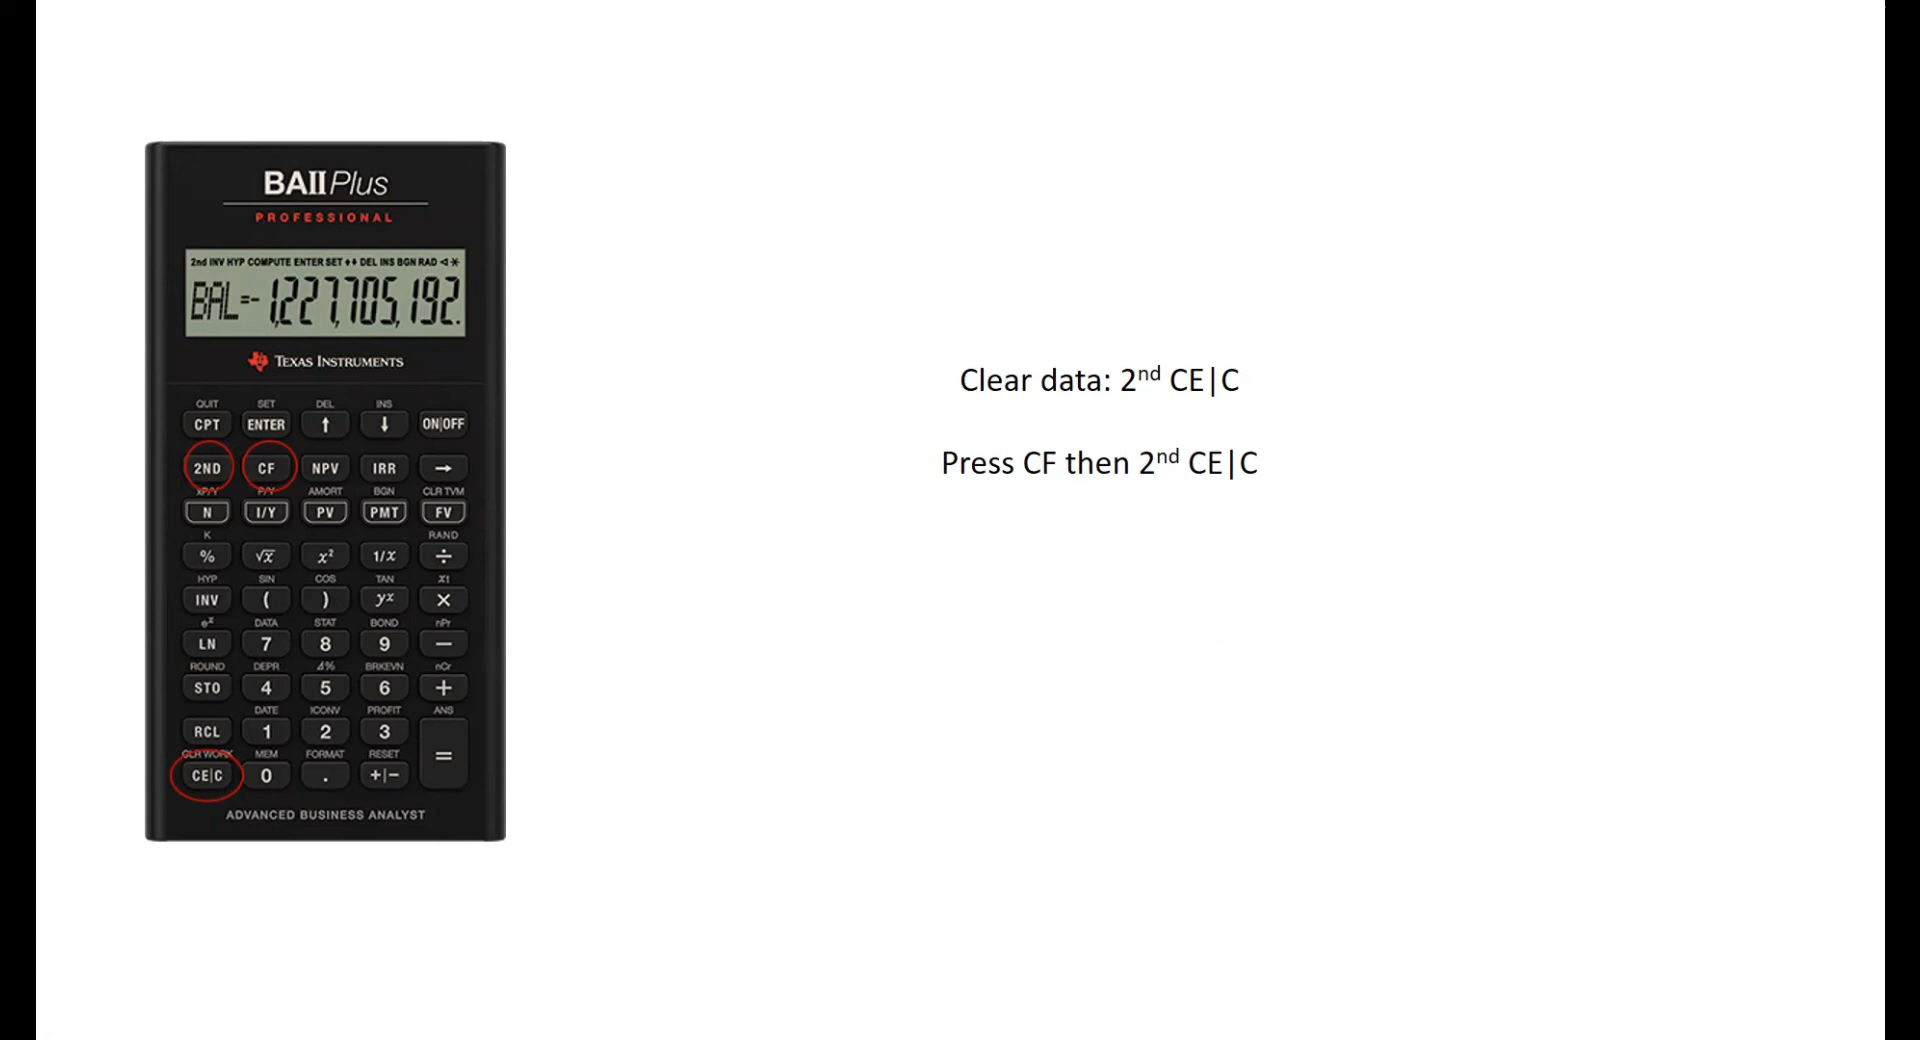 BAII Plus
PROFESSIONAL
2nd INV HYP COMPUTE ENTER SET ↑↓ DEL INS BGN RAD ◁ *
BAL=-1,227,705,192.
TEXAS INSTRUMENTS
QUIT SET DEL INS
CPT ENTER ↑ ↓ ON|OFF
2ND CF NPV IRR →
xP/Y P/Y AMORT BGN CLR TVM
N I/Y PV PMT FV
K RAND
% √x x² 1/x ÷
HYP SIN COS TAN x!
INV ( ) yˣ ×
eˣ DATA STAT BOND nPr
LN 7 8 9 −
ROUND DEPR Δ% BRKEVN nCr
STO 4 5 6 +
DATE ICONV PROFIT ANS
RCL 1 2 3 =
CLR WORK MEM FORMAT RESET
CE|C 0 . +|−
ADVANCED BUSINESS ANALYST
Clear data: 2nd CE|C
Press CF then 2nd CE|C